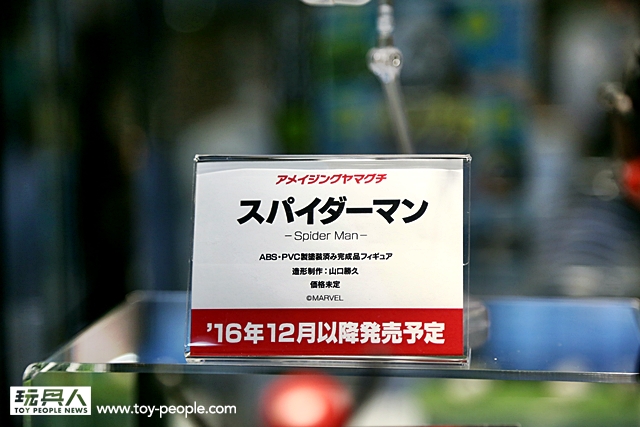 アメイジングヤマグチ
スパイダーマン
－Spider Man－
ABS・PVC製塗装済み完成品フィギュア
造形制作：山口勝久
価格未定
©MARVEL
'16年12月以降発売予定
玩具人
TOY PEOPLE NEWS
www.toy-people.com